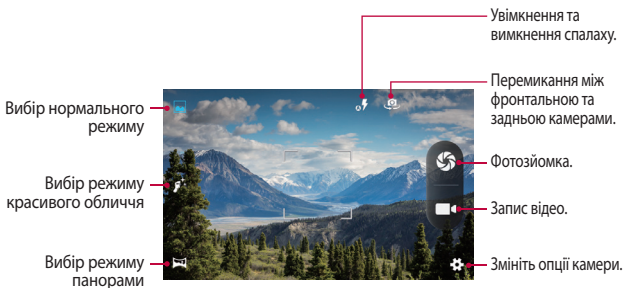 Увімкнення та
вимкнення спалаху.
Перемикання між
фронтальною та
задньою камерами.
Вибір нормального
режиму
Фотозйомка.
Вибір режиму
красивого обличчя
Запис відео.
Вибір режиму
панорами
Змініть опції камери.